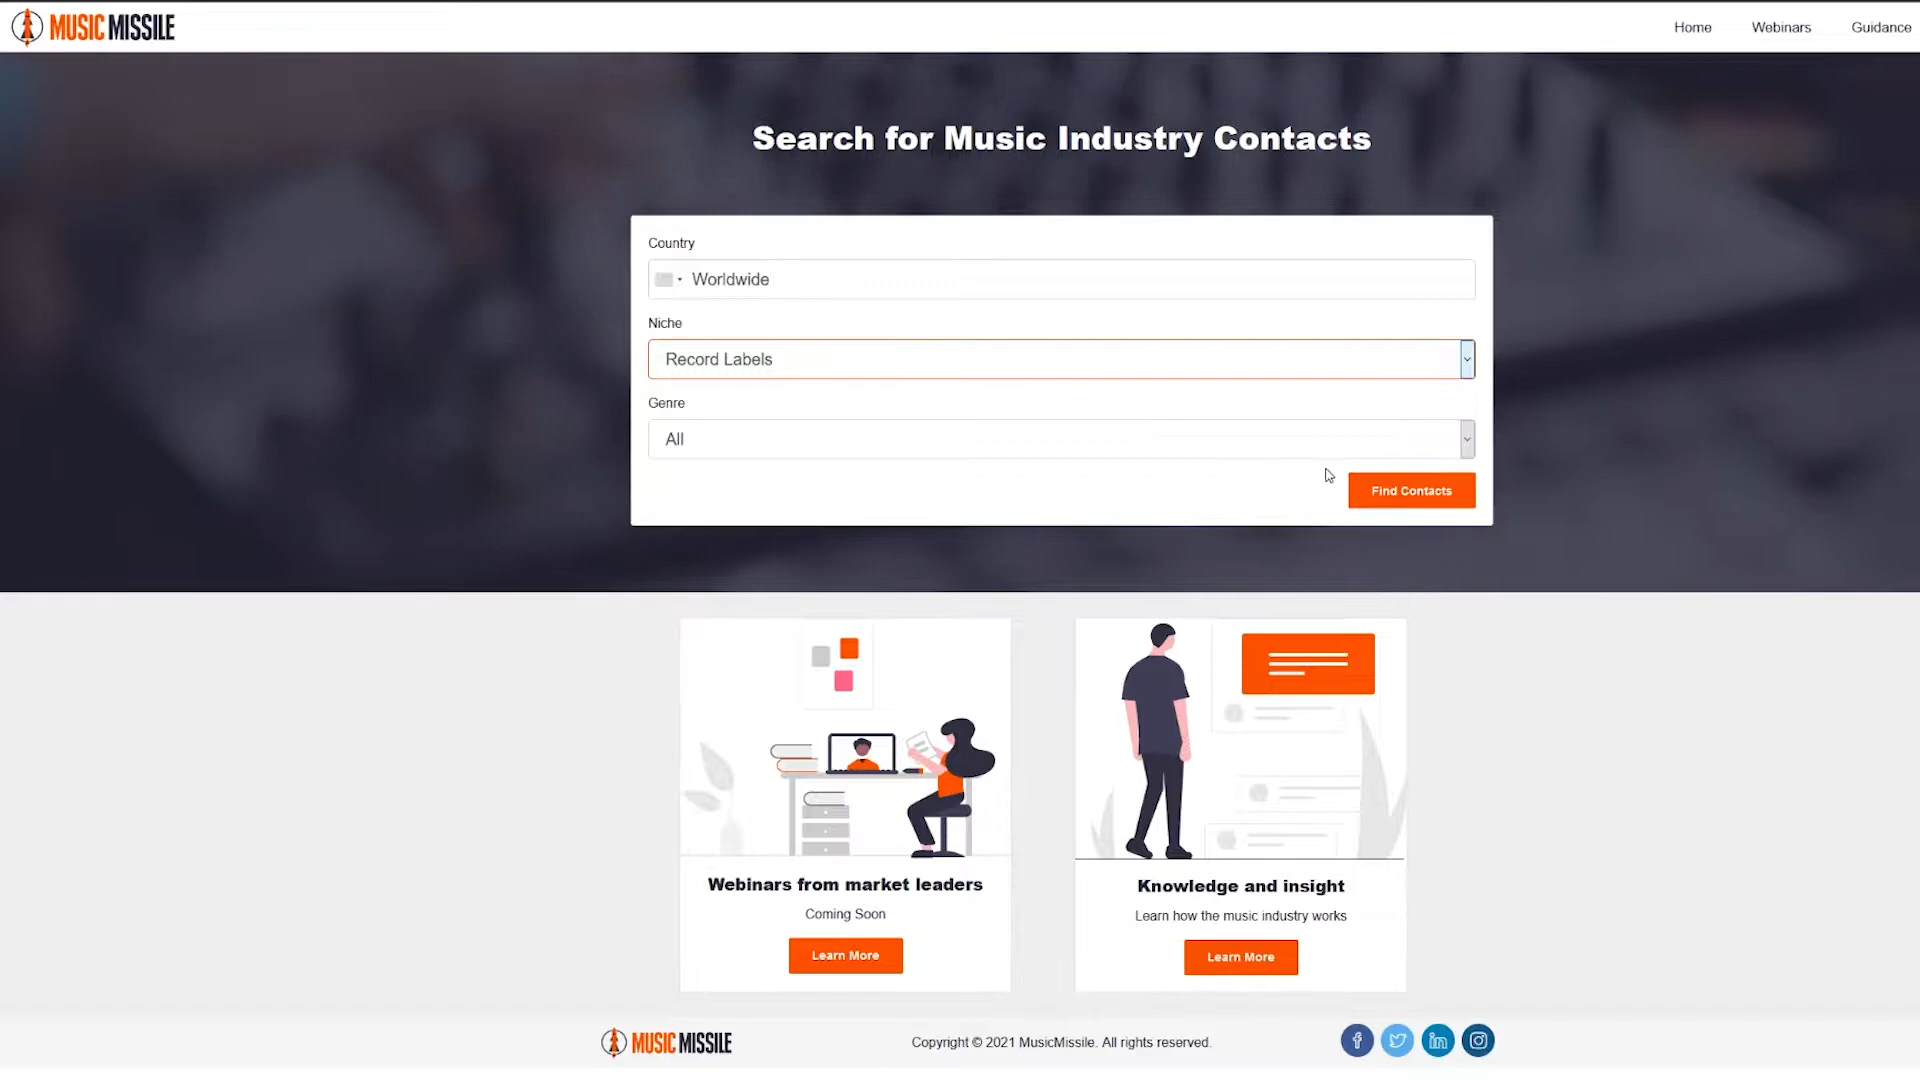 MUSIC MISSILE
Home Webinars Guidance
Search for Music Industry Contacts
Country
Worldwide
Niche
Record Labels
Genre
All
Find Contacts
Webinars from market leaders
Coming Soon
Learn More
Knowledge and insight
Learn how the music industry works
Learn More
MUSIC MISSILE
Copyright © 2021 MusicMissile. All rights reserved.